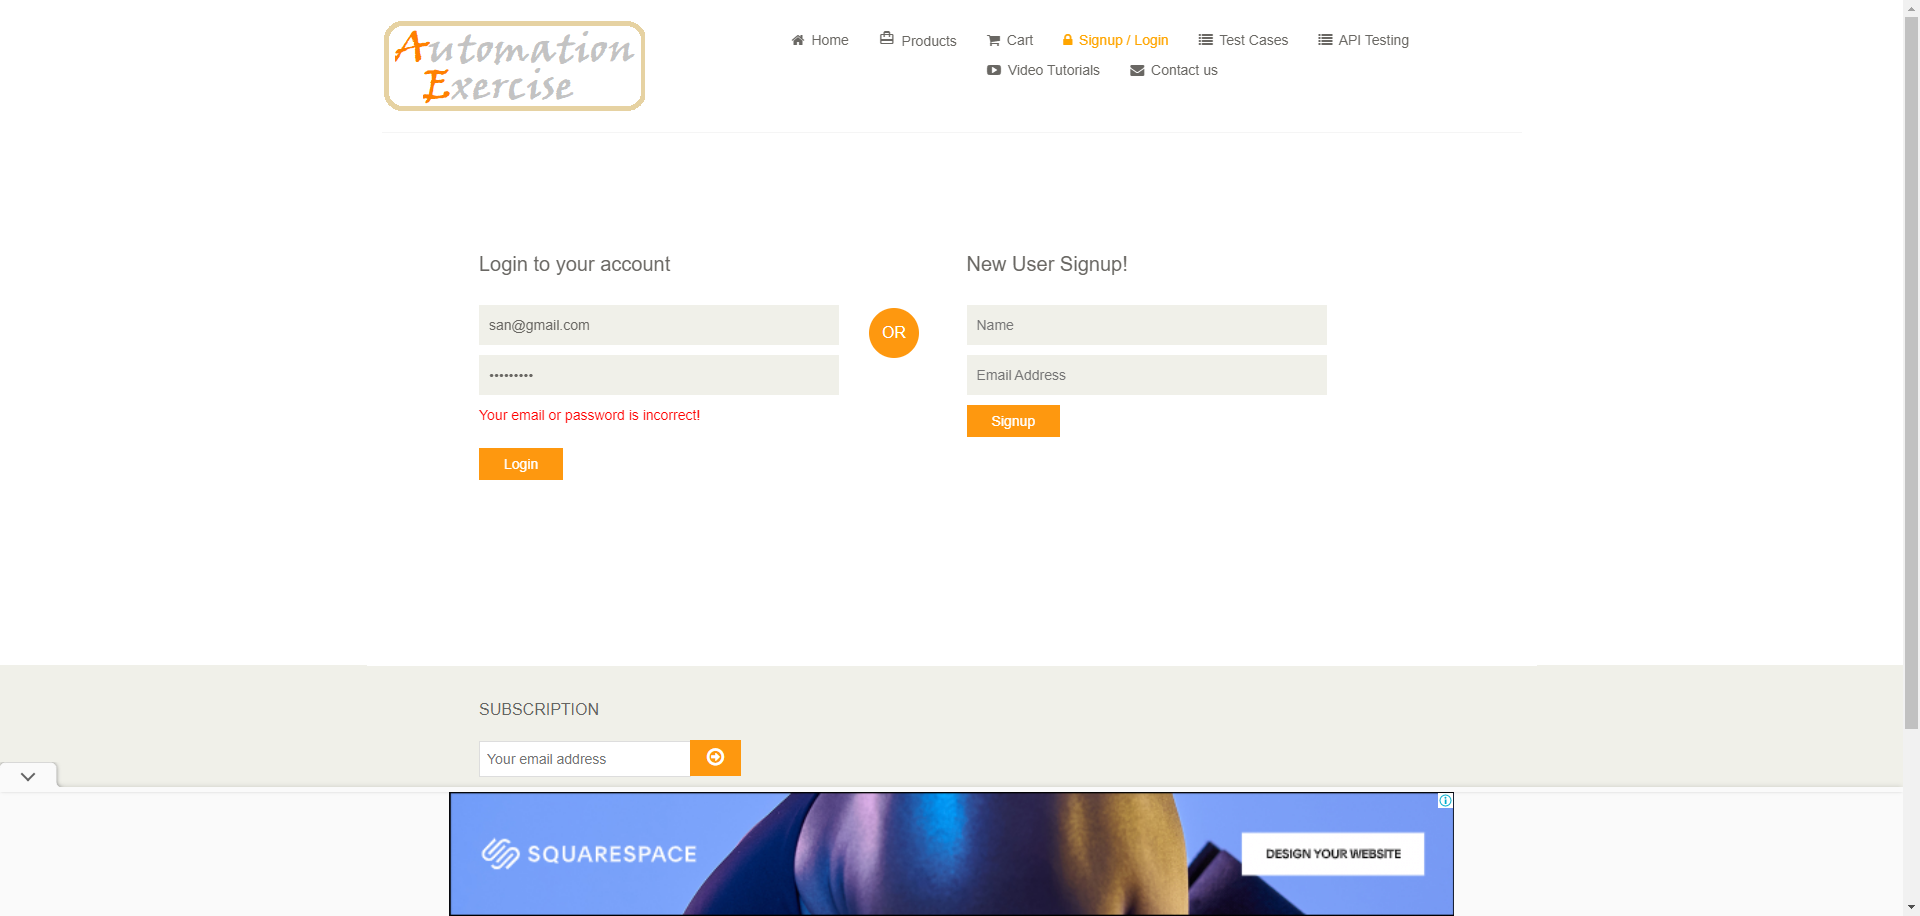 Automation
Exercise
Home
Products
Cart
Signup / Login
Test Cases
API Testing
Video Tutorials
Contact us
Login to your account
san@gmail.com
•••••••••
Your email or password is incorrect!
Login
OR
New User Signup!
Name
Email Address
Signup
SUBSCRIPTION
Your email address
SQUARESPACE
DESIGN YOUR WEBSITE